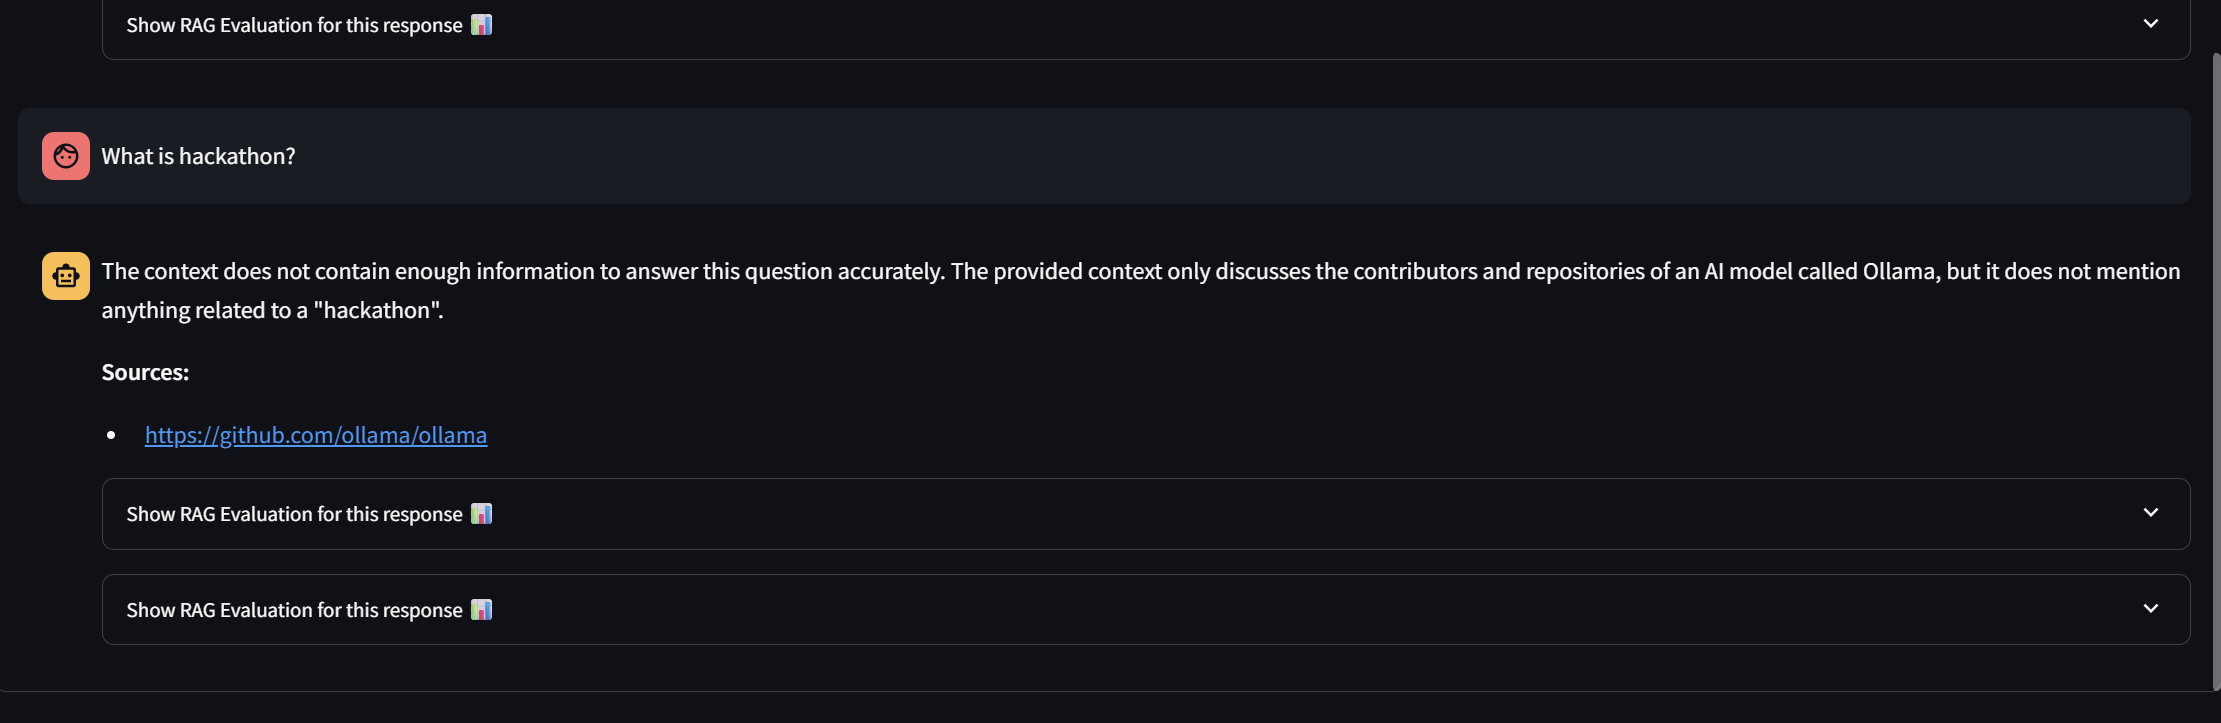 Show RAG Evaluation for this response 📊
What is hackathon?
The context does not contain enough information to answer this question accurately. The provided context only discusses the contributors and repositories of an AI model called Ollama, but it does not mention
anything related to a "hackathon".
Sources:
• https://github.com/ollama/ollama
Show RAG Evaluation for this response 📊
Show RAG Evaluation for this response 📊